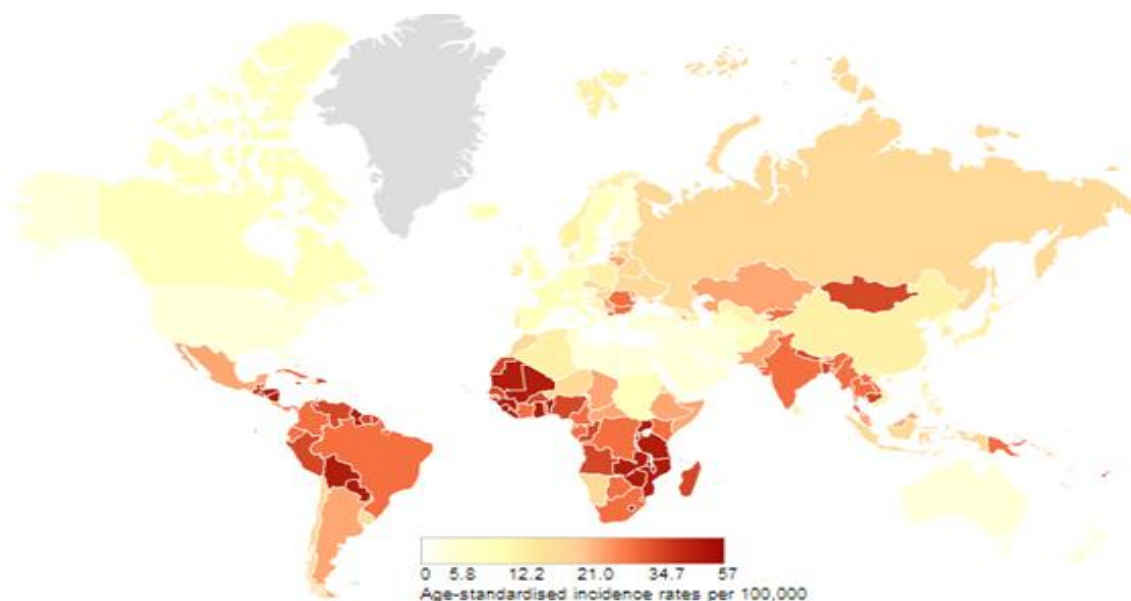 0 5.8 12.2 21.0 34.7 57
Age-standardised incidence rates per 100,000